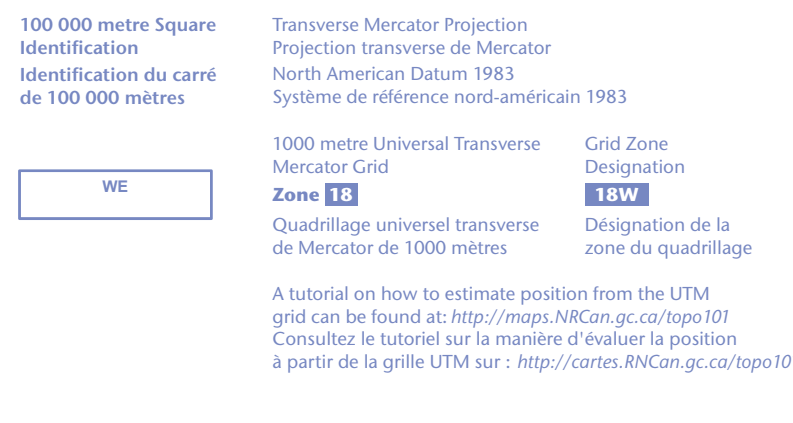 100 000 metre Square
Identification
Identification du carré
de 100 000 mètres
WE
Transverse Mercator Projection
Projection transverse de Mercator
North American Datum 1983
Système de référence nord-américain 1983
1000 metre Universal Transverse
Mercator Grid
Zone 18
Quadrillage universel transverse
de Mercator de 1000 mètres
Grid Zone
Designation
18W
Désignation de la
zone du quadrillage
A tutorial on how to estimate position from the UTM
grid can be found at: http://maps.NRCan.gc.ca/topo101
Consultez le tutoriel sur la manière d'évaluer la position
à partir de la grille UTM sur : http://cartes.RNCan.gc.ca/topo10